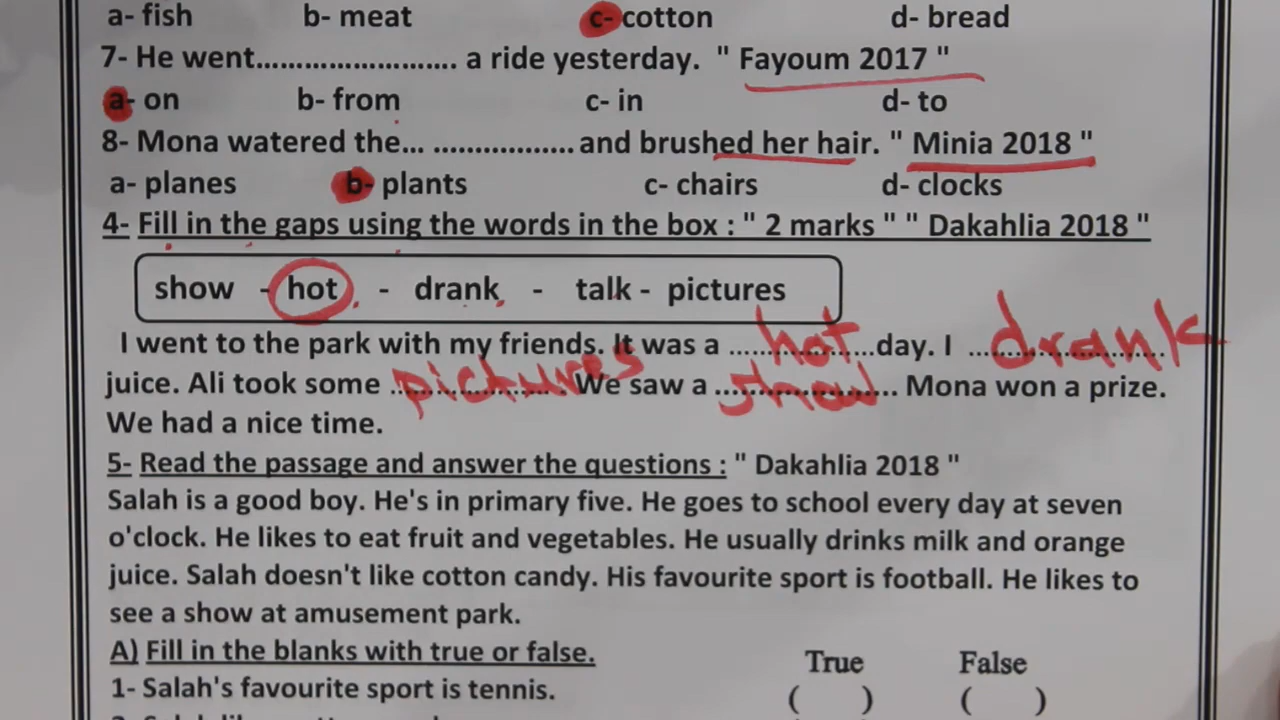 a- fish b- meat c- cotton d- bread
7- He went........................ a ride yesterday. " Fayoum 2017 "
a- on b- from c- in d- to
8- Mona watered the... ................. and brushed her hair. " Minia 2018 "
a- planes b- plants c- chairs d- clocks
4- Fill in the gaps using the words in the box : " 2 marks " " Dakahlia 2018 "
show - hot - drank - talk - pictures
I went to the park with my friends. It was a hot day. I drank
juice. Ali took some pictures We saw a show. Mona won a prize.
We had a nice time.
5- Read the passage and answer the questions : " Dakahlia 2018 "
Salah is a good boy. He's in primary five. He goes to school every day at seven
o'clock. He likes to eat fruit and vegetables. He usually drinks milk and orange
juice. Salah doesn't like cotton candy. His favourite sport is football. He likes to
see a show at amusement park.
A) Fill in the blanks with true or false. True False
1- Salah's favourite sport is tennis. ( ) ( )